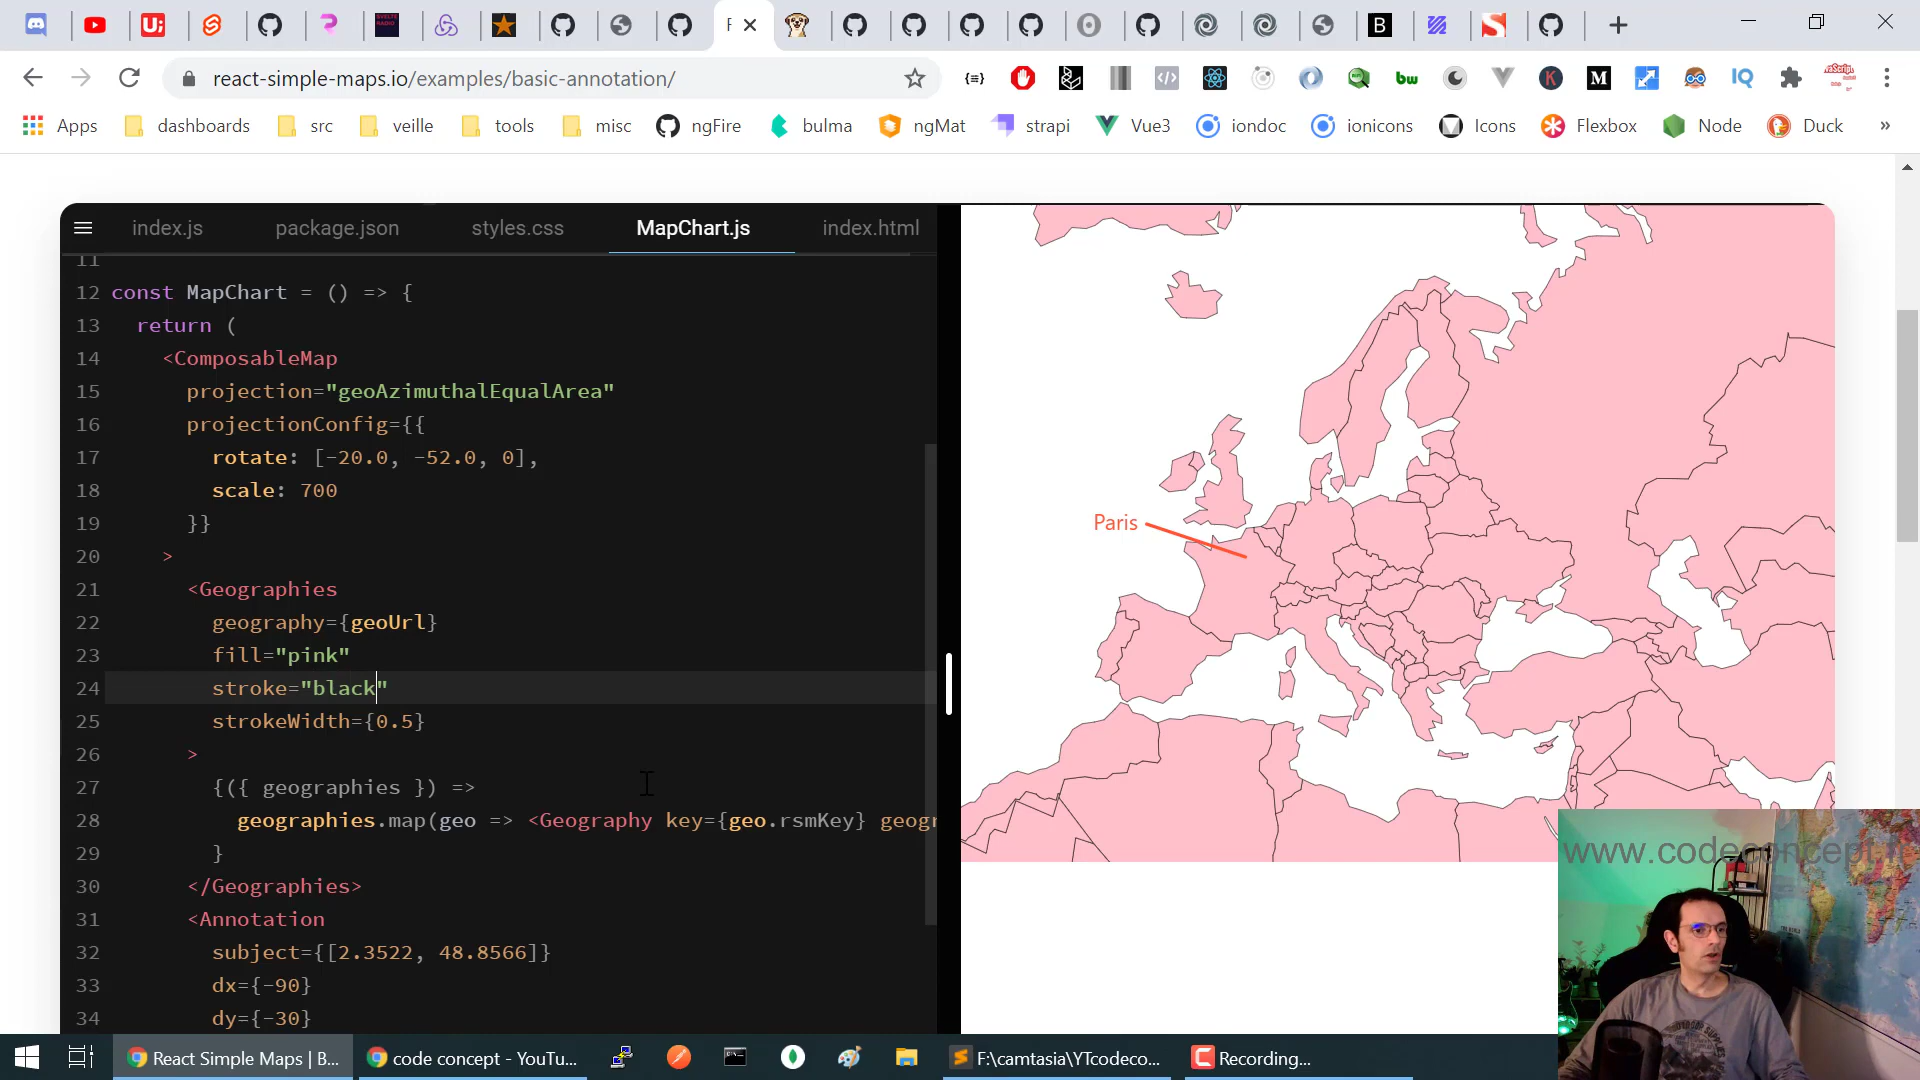 F
react-simple-maps.io/examples/basic-annotation/
Apps dashboards src veille tools misc ngFire bulma ngMat strapi Vue3 iondoc ionicons Icons Flexbox Node Duck »
index.js package.json styles.css MapChart.js index.html
11
12 const MapChart = () => {
13 return (
14 <ComposableMap
15 projection="geoAzimuthalEqualArea"
16 projectionConfig={{
17 rotate: [-20.0, -52.0, 0],
18 scale: 700
19 }}
20 >
21 <Geographies
22 geography={geoUrl}
23 fill="pink"
24 stroke="black"
25 strokeWidth={0.5}
26 >
27 {({ geographies }) =>
28 geographies.map(geo => <Geography key={geo.rsmKey} geogr
29 }
30 </Geographies>
31 <Annotation
32 subject={[2.3522, 48.8566]}
33 dx={-90}
34 dy={-30}
Paris
www.codeconcept.fr
React Simple Maps | B... code concept - YouTu... F:\camtasia\YTcodeco... Recording...